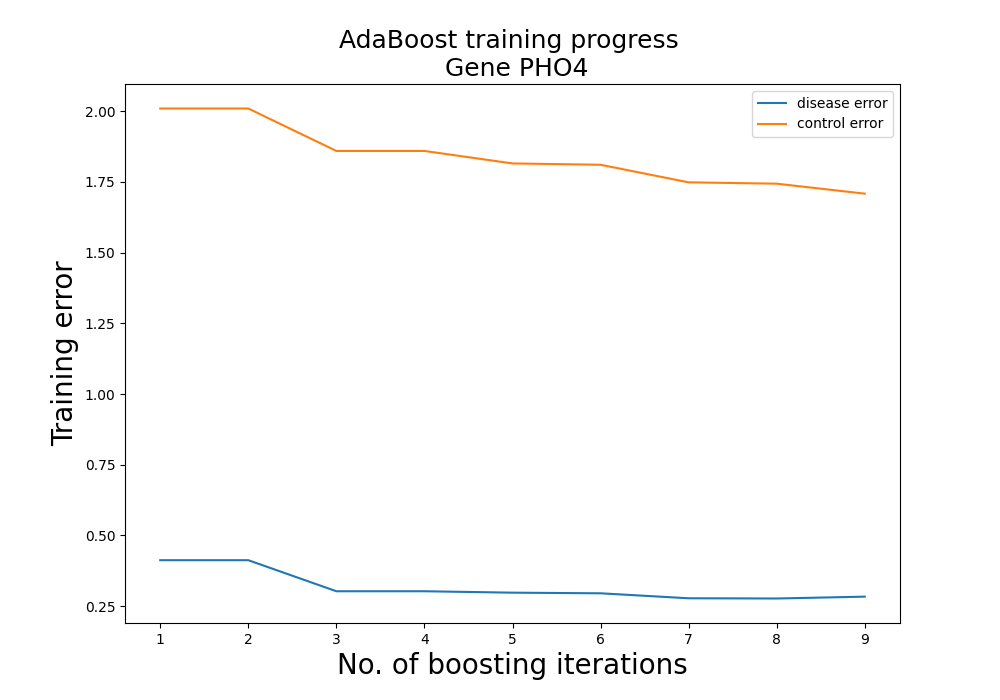 AdaBoost training progress
Gene PHO4
disease error
control error
2.00
1.75
1.50
1.25
1.00
0.75
0.50
0.25
Training error
1 2 3 4 5 6 7 8 9
No. of boosting iterations